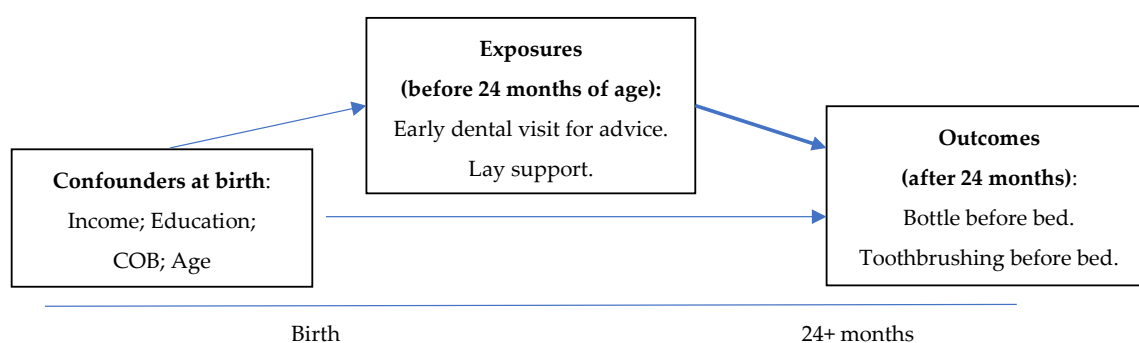 Exposures
(before 24 months of age):
Early dental visit for advice.
Lay support.
Confounders at birth:
Income; Education;
COB; Age
Outcomes
(after 24 months):
Bottle before bed.
Toothbrushing before bed.
Birth
24+ months